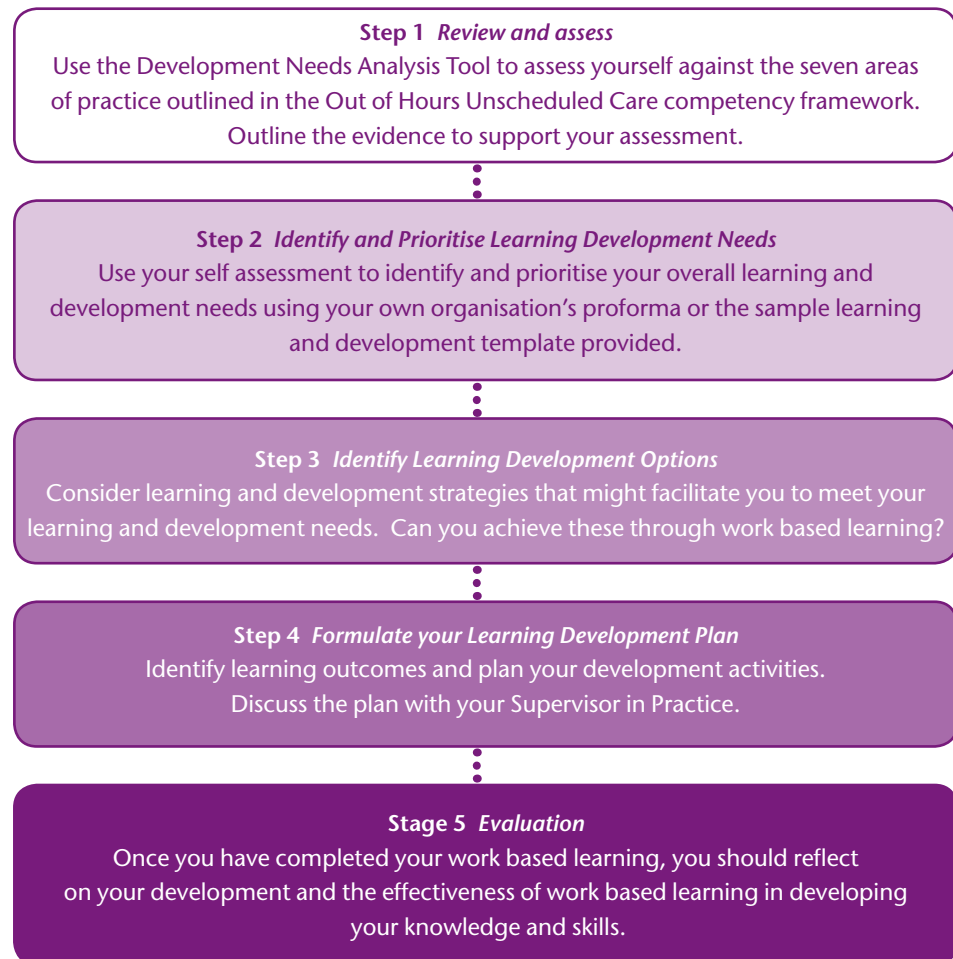 Step 1 Review and assess
Use the Development Needs Analysis Tool to assess yourself against the seven areas
of practice outlined in the Out of Hours Unscheduled Care competency framework.
Outline the evidence to support your assessment.
Step 2 Identify and Prioritise Learning Development Needs
Use your self assessment to identify and prioritise your overall learning and
development needs using your own organisation’s proforma or the sample learning
and development template provided.
Step 3 Identify Learning Development Options
Consider learning and development strategies that might facilitate you to meet your
learning and development needs.  Can you achieve these through work based learning?
Step 4 Formulate your Learning Development Plan
Identify learning outcomes and plan your development activities.
Discuss the plan with your Supervisor in Practice.
Stage 5 Evaluation
Once you have completed your work based learning, you should reflect
on your development and the effectiveness of work based learning in developing
your knowledge and skills.